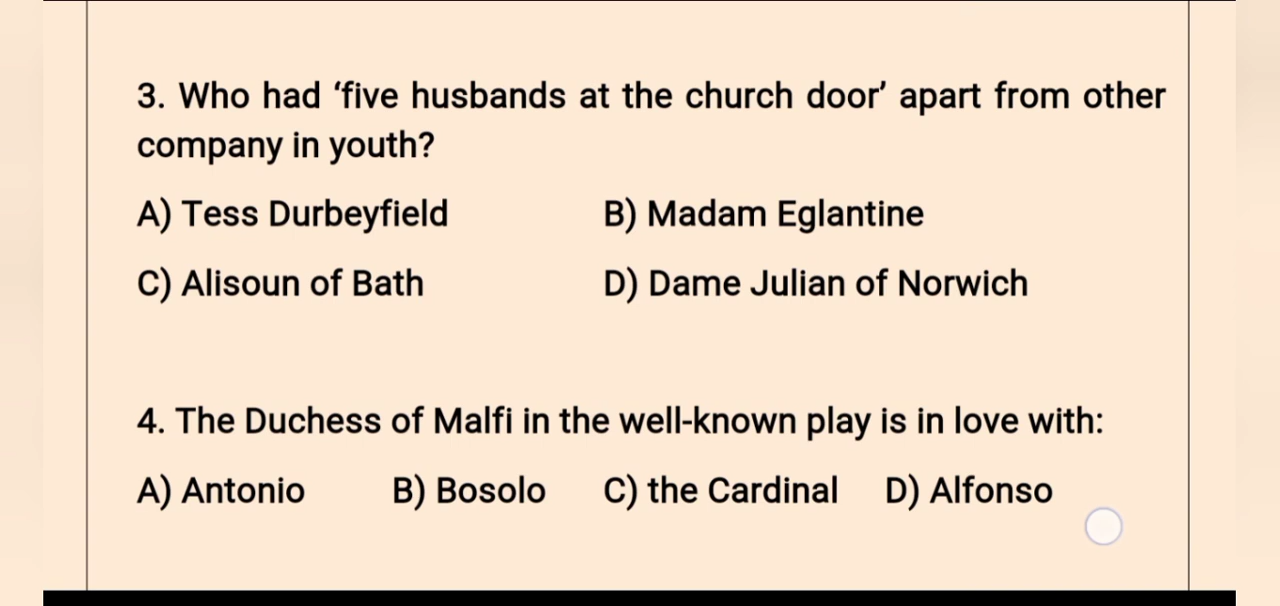 3. Who had ‘five husbands at the church door’ apart from other
company in youth?
A) Tess Durbeyfield B) Madam Eglantine
C) Alisoun of Bath D) Dame Julian of Norwich
4. The Duchess of Malfi in the well-known play is in love with:
A) Antonio B) Bosolo C) the Cardinal D) Alfonso